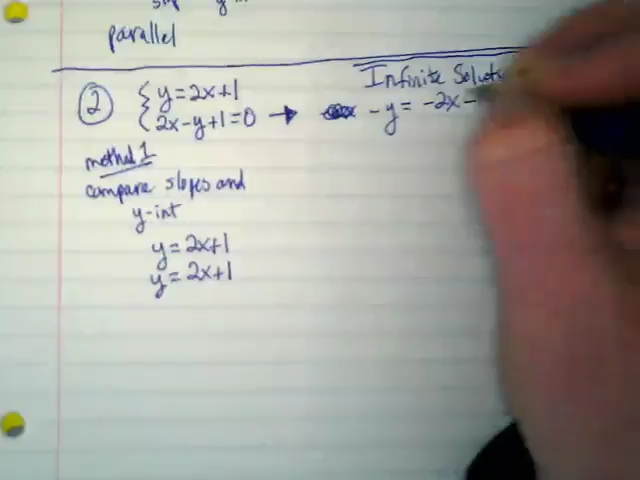 parallel
Infinite
② { y=2x+1
{ 2x-y+1=0 → -y = -2x-
method 1
compare slopes and
y-int
y=2x+1
y=2x+1